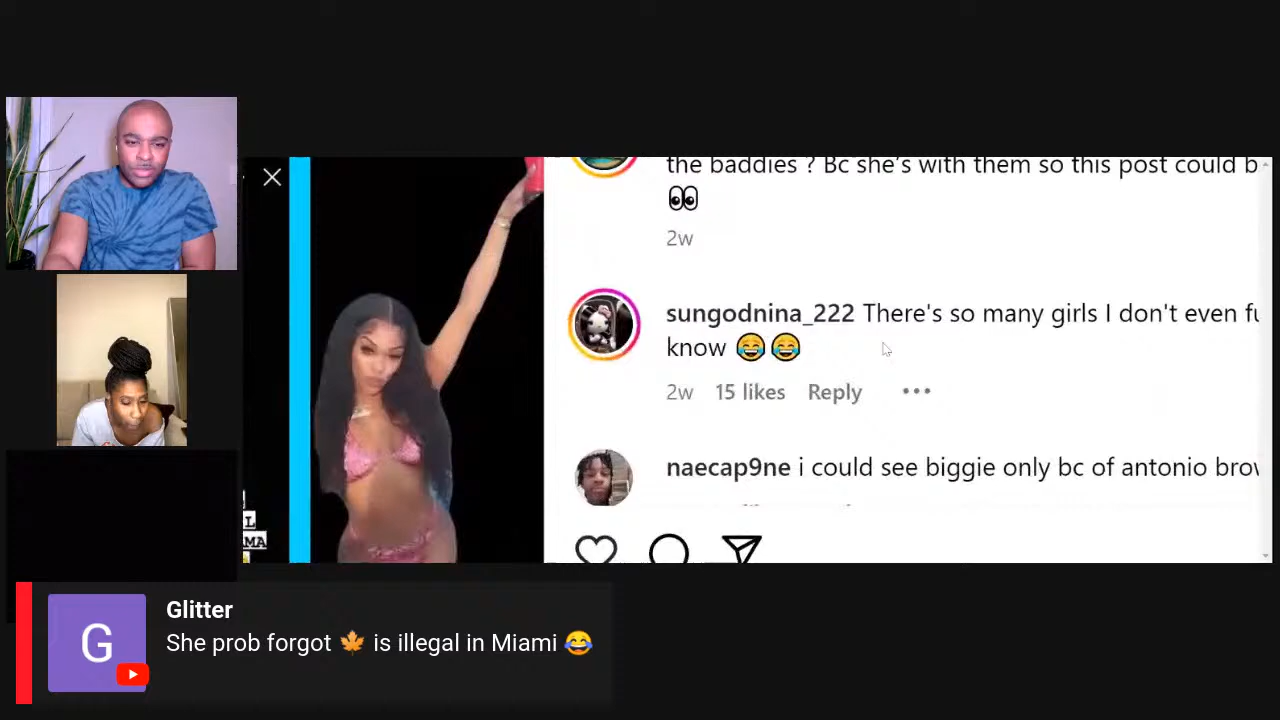 the baddies ? Bc she's with them so this post could b
👀
2w
sungodnina_222 There's so many girls I don't even fu
know 😂😂
2w 15 likes Reply •••
naecap9ne i could see biggie only bc of antonio brow
L
MA
G
Glitter
She prob forgot 🍁 is illegal in Miami 😂